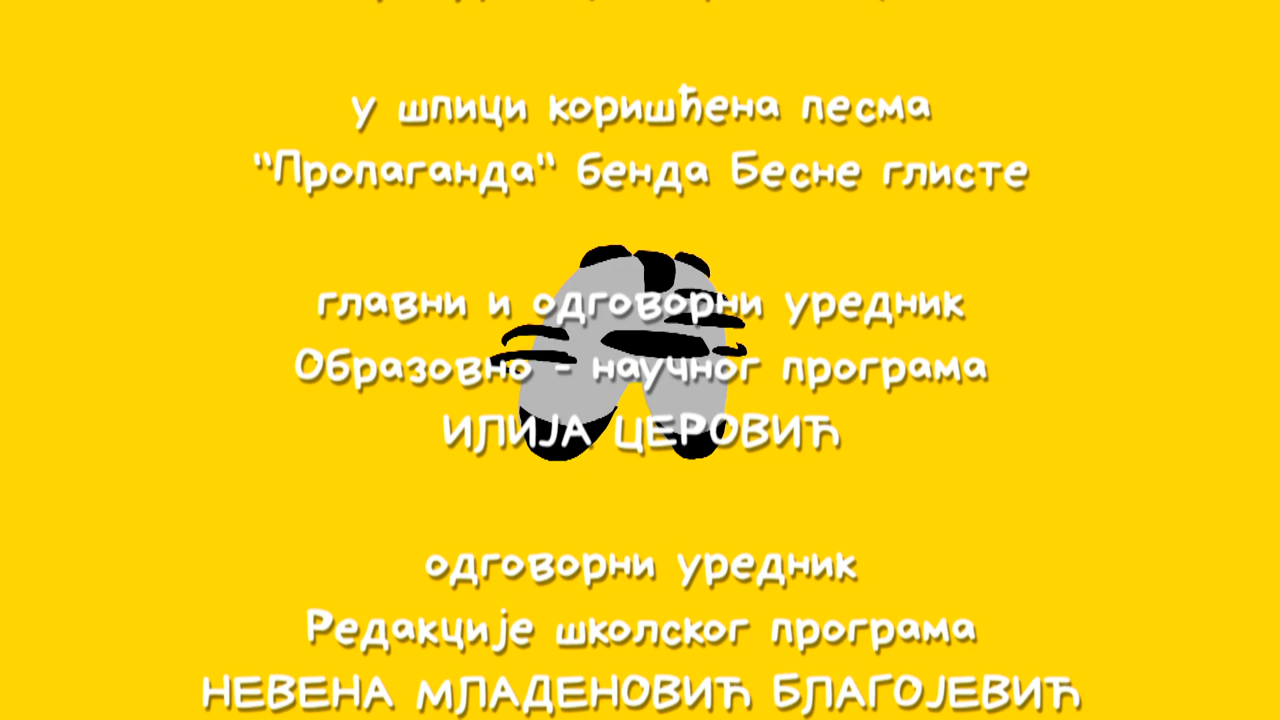 у шпици коришћена песма
"Пропаганда" бенда Бесне глисте
главни и одговорни уредник
Образовно - научног програма
ИЛИЈА ЦЕРОВИЋ
одговорни уредник
Редакције школског програма
НЕВЕНА МЛАДЕНОВИЋ БЛАГОЈЕВИЋ